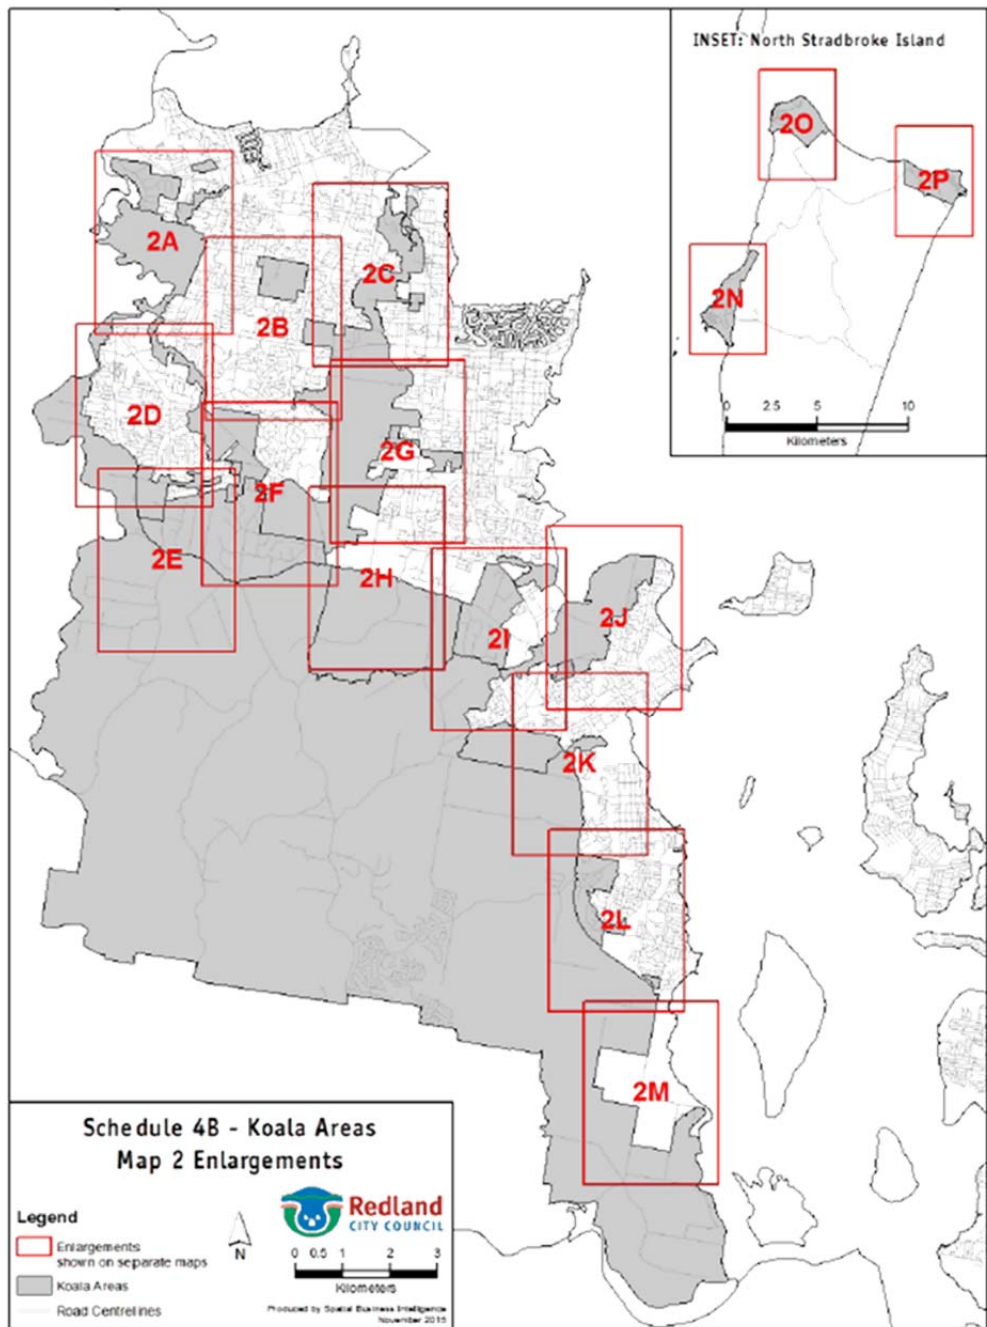 INSET: North Stradbroke Island
2O
2P
2N
0 2.5 5 10
Kilometers
2A
2C
2B
2D
2G
2F
2E
2H
2I
2J
2K
2L
2M
Schedule 4B - Koala Areas
Map 2 Enlargements
Legend
Enlargements
shown on separate maps
Koala Areas
Road Centrelines
N
Redland
CITY COUNCIL
0 0.5 1 2 3
Kilometers
Produced by Spatial Business Intelligence
November 2015